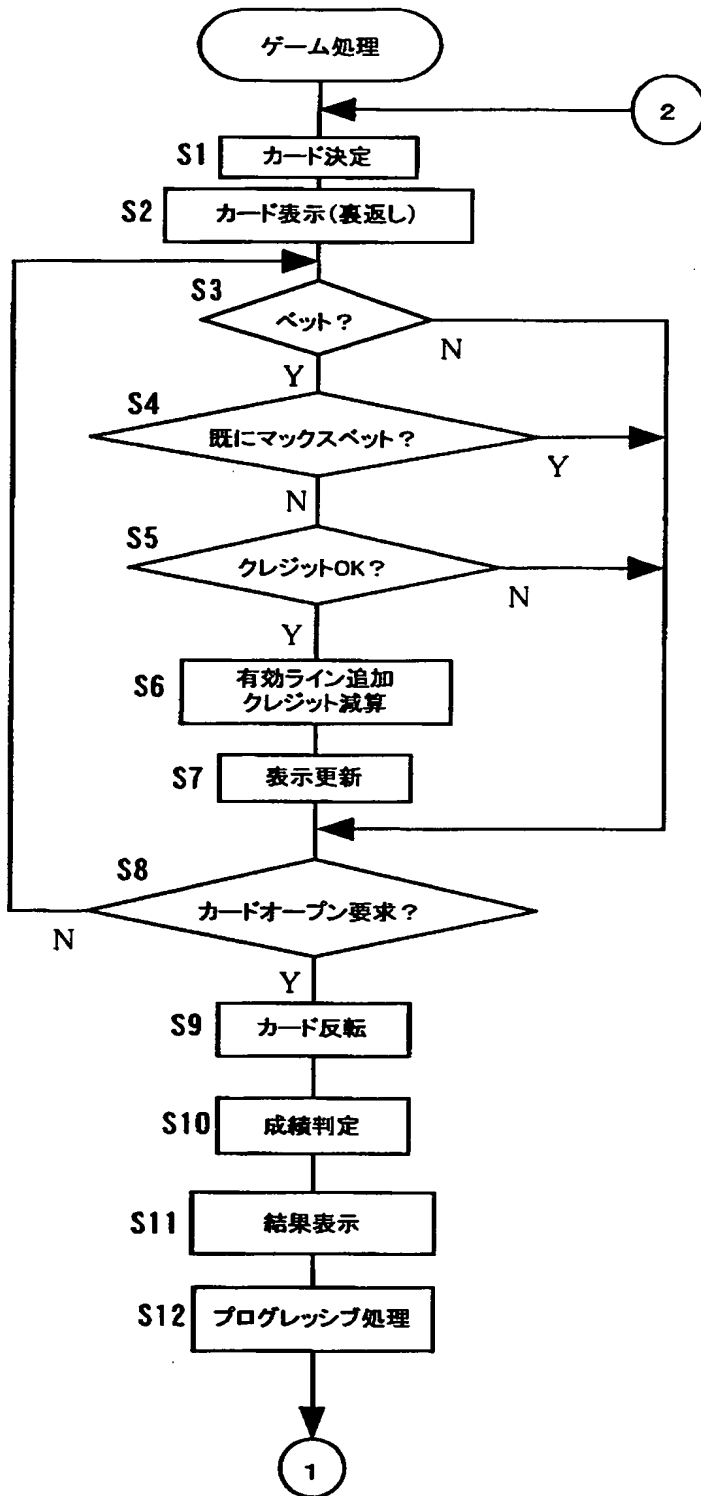 ゲーム処理
2
S1
カード決定
S2
カード表示(裏返し)
S3
ベット?
N
Y
S4
既にマックスベット?
Y
N
S5
クレジットOK?
N
Y
S6
有効ライン追加
クレジット減算
S7
表示更新
S8
カードオープン要求?
N
Y
S9
カード反転
S10
成績判定
S11
結果表示
S12
プログレッシブ処理
1